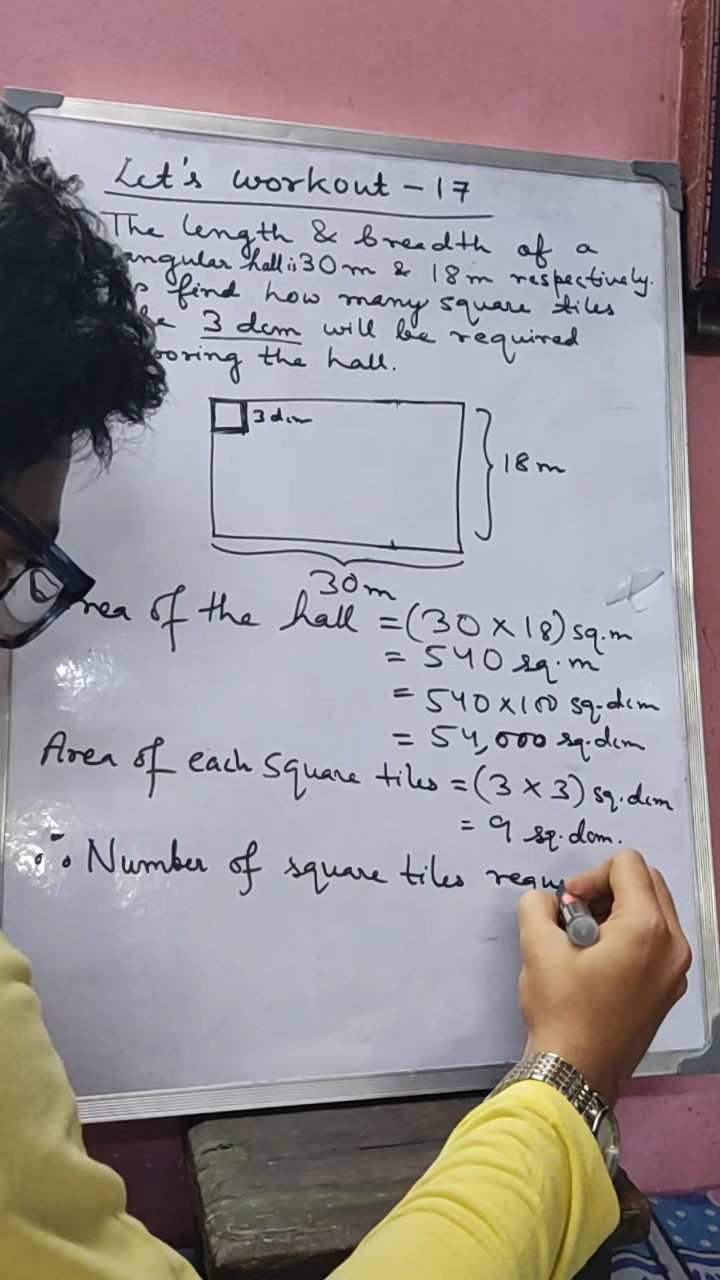 Let's workout - 17
The length & breadth of a
angular hall is 30 m & 18 m respectively.
find how many square tiles
3 dcm will be required
ooring the hall.
3 dcm
18 m
30 m
rea of the hall = (30 × 18) sq.m
= 540 sq.m
= 540 × 100 sq.dcm
= 54,000 sq.dcm
Area of each square tiles = (3 × 3) sq.dcm
= 9 sq.dcm.
∴ Number of square tiles requ